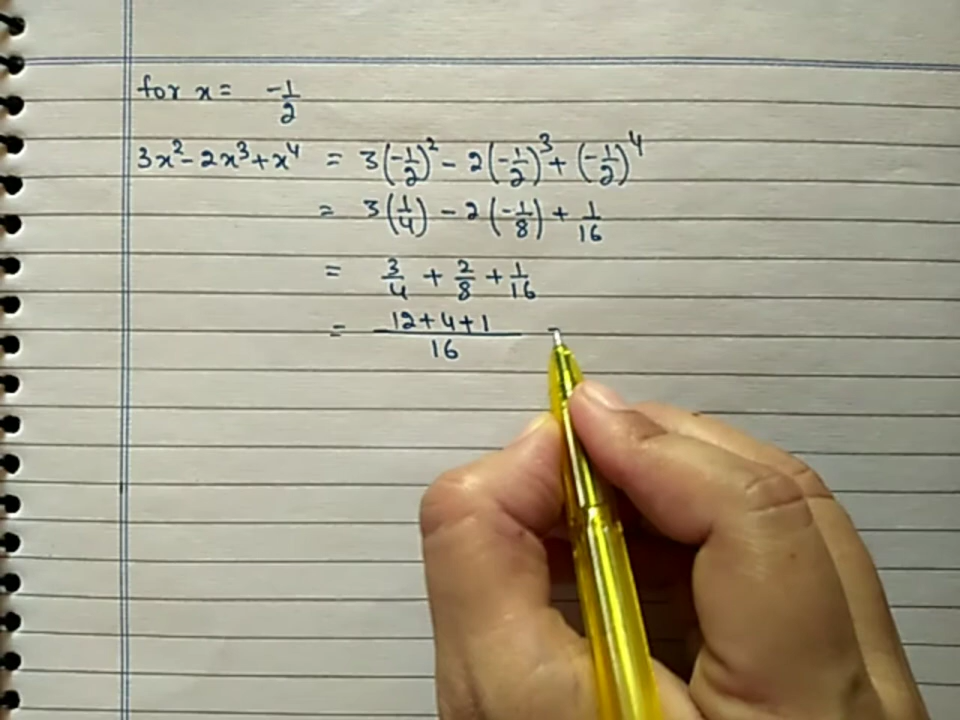 for x = -1/2
3x² - 2x³ + x⁴ = 3(-1/2)² - 2(-1/2)³ + (-1/2)⁴
= 3(1/4) - 2(-1/8) + 1/16
= 3/4 + 2/8 + 1/16
= 12+4+1/16 =